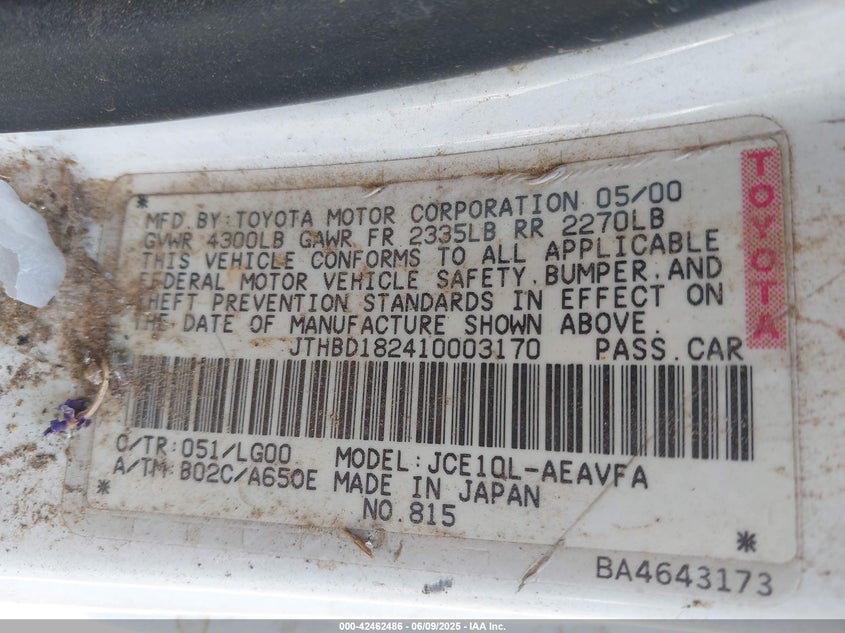 MFD BY: TOYOTA MOTOR CORPORATION 05/00
GVWR 4300LB GAWR FR 2335LB RR 2270LB
THIS VEHICLE CONFORMS TO ALL APPLICABLE
FEDERAL MOTOR VEHICLE SAFETY, BUMPER, AND
THEFT PREVENTION STANDARDS IN EFFECT ON
THE DATE OF MANUFACTURE SHOWN ABOVE.
JTHBD182410003170 PASS. CAR
C/TR: 051/LG00 MODEL: JCE10L-AEAVFA
A/TM: B02C/A650E MADE IN JAPAN
NO. 815
TOYOTA
BA4643173
000-42462486 - 06/09/2025 - IAA Inc.